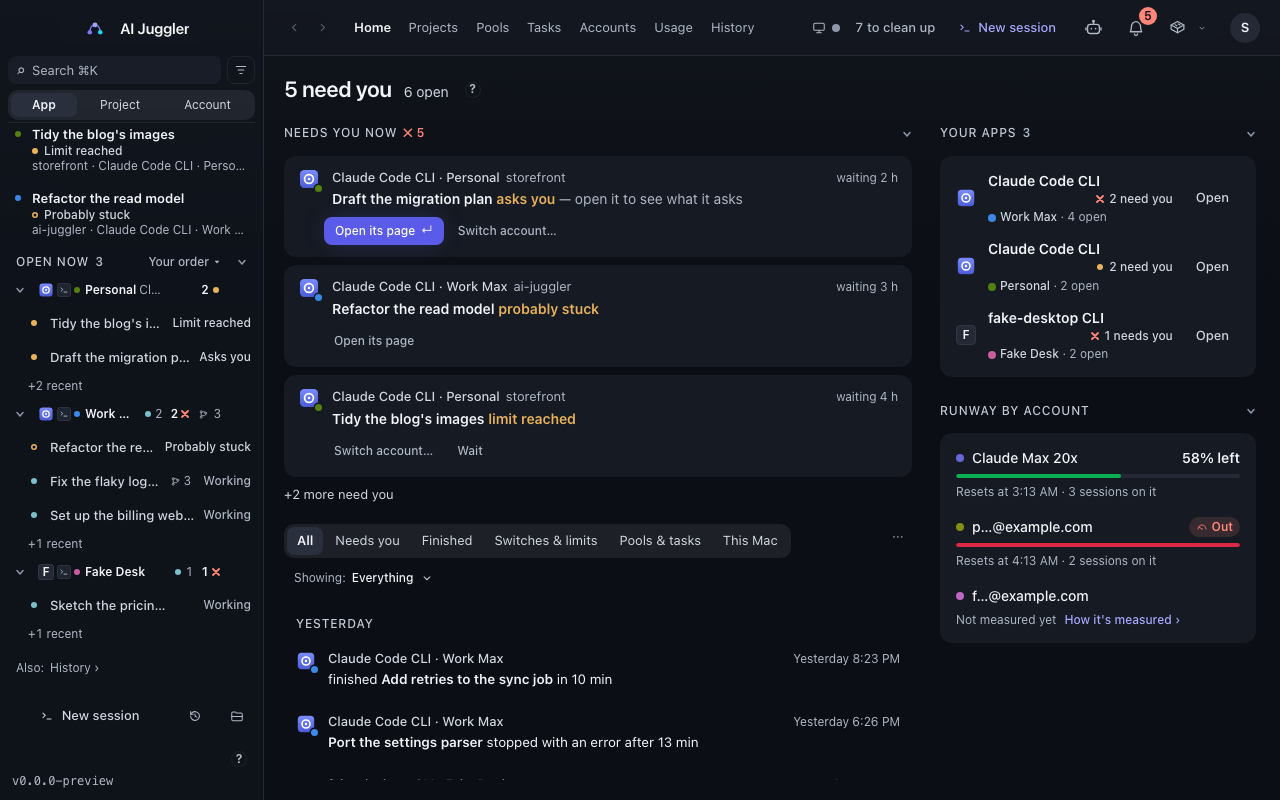 AI Juggler
Search ⌘K
App Project Account
Tidy the blog's images
Limit reached
storefront · Claude Code CLI · Perso...
Refactor the read model
Probably stuck
ai-juggler · Claude Code CLI · Work ...
OPEN NOW 3 Your order
Personal Cl... 2
Tidy the blog's i... Limit reached
Draft the migration p... Asks you
+2 recent
Work ... 2 2 3
Refactor the re... Probably stuck
Fix the flaky log... 3 Working
Set up the billing web... Working
+1 recent
F Fake Desk 1 1
Sketch the pricin... Working
+1 recent
Also: History ›
New session
?
v0.0.0-preview
Home Projects Pools Tasks Accounts Usage History
7 to clean up New session 5 S
5 need you 6 open ?
NEEDS YOU NOW 5
Claude Code CLI · Personal storefront waiting 2 h
Draft the migration plan asks you — open it to see what it asks
Open its page ↵ Switch account...
Claude Code CLI · Work Max ai-juggler waiting 3 h
Refactor the read model probably stuck
Open its page
Claude Code CLI · Personal storefront waiting 4 h
Tidy the blog's images limit reached
Switch account... Wait
+2 more need you
All Needs you Finished Switches & limits Pools & tasks This Mac ...
Showing: Everything
YESTERDAY
Claude Code CLI · Work Max Yesterday 8:23 PM
finished Add retries to the sync job in 10 min
Claude Code CLI · Work Max Yesterday 6:26 PM
Port the settings parser stopped with an error after 13 min
YOUR APPS 3
Claude Code CLI
2 need you Open
Work Max · 4 open
Claude Code CLI
2 need you Open
Personal · 2 open
fake-desktop CLI
F 1 needs you Open
Fake Desk · 2 open
RUNWAY BY ACCOUNT
Claude Max 20x 58% left
Resets at 3:13 AM · 3 sessions on it
p...@example.com Out
Resets at 4:13 AM · 2 sessions on it
f...@example.com
Not measured yet How it's measured ›